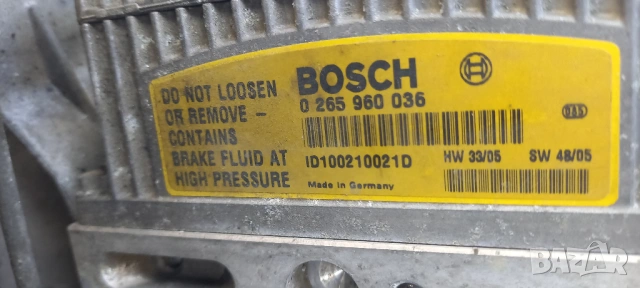 DO NOT LOOSEN
OR REMOVE -
CONTAINS
BRAKE FLUID AT
HIGH PRESSURE
BOSCH
0 265 960 036
ID100210021D
Made in Germany
HW 33/05 SW 48/05
BAZAR